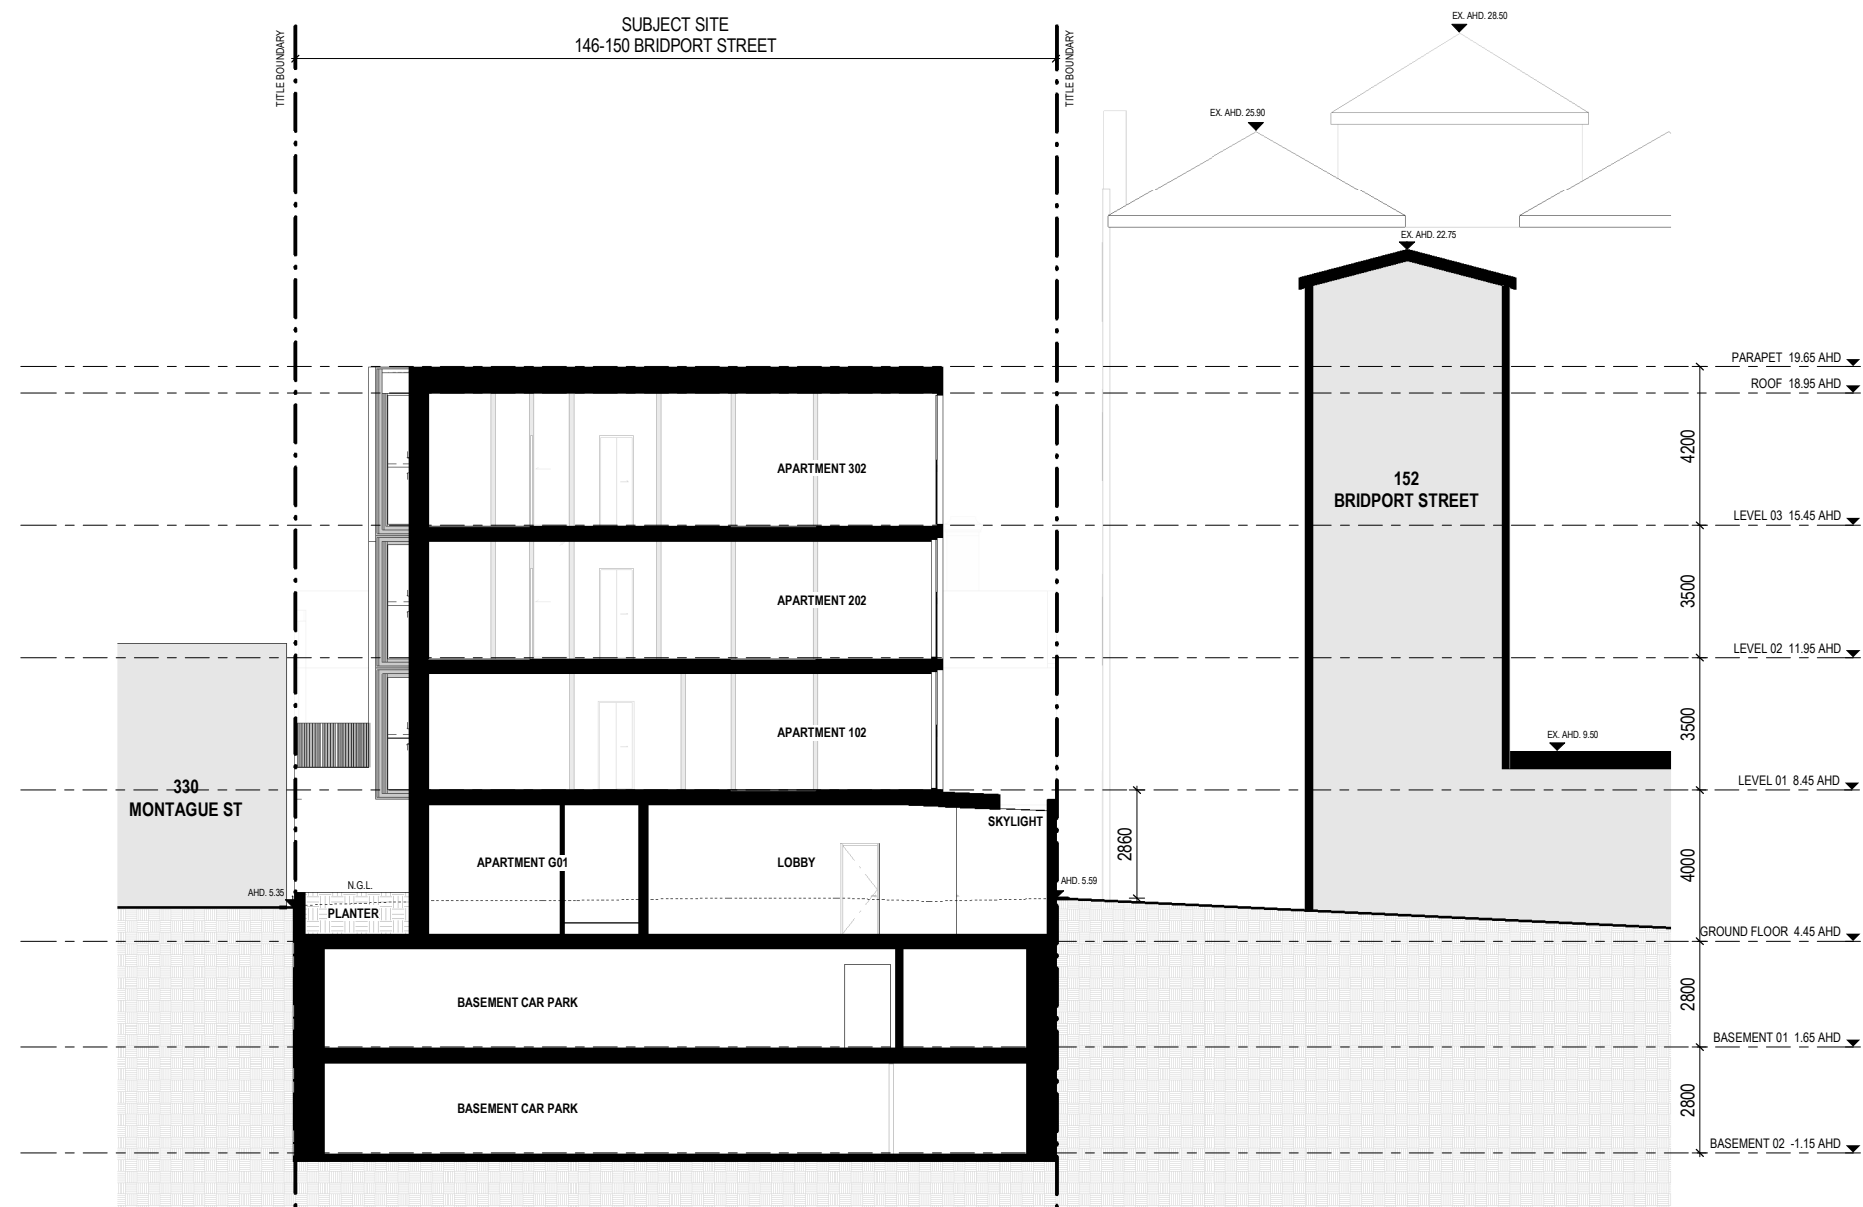 SUBJECT SITE
146-150 BRIDPORT STREET
TITLE BOUNDARY
TITLE BOUNDARY
EX. AHD. 28.50
EX. AHD. 25.90
EX. AHD. 22.75
PARAPET 19.65 AHD
ROOF 18.95 AHD
4200
APARTMENT 302
152
BRIDPORT STREET
LEVEL 03 15.45 AHD
3500
APARTMENT 202
LEVEL 02 11.95 AHD
3500
APARTMENT 102
EX. AHD. 9.50
LEVEL 01 8.45 AHD
330
MONTAGUE ST
SKYLIGHT
2860
4000
APARTMENT G01
LOBBY
AHD. 5.35
N.G.L.
AHD. 5.59
PLANTER
GROUND FLOOR 4.45 AHD
BASEMENT CAR PARK
2800
BASEMENT 01 1.65 AHD
BASEMENT CAR PARK
2800
BASEMENT 02 -1.15 AHD